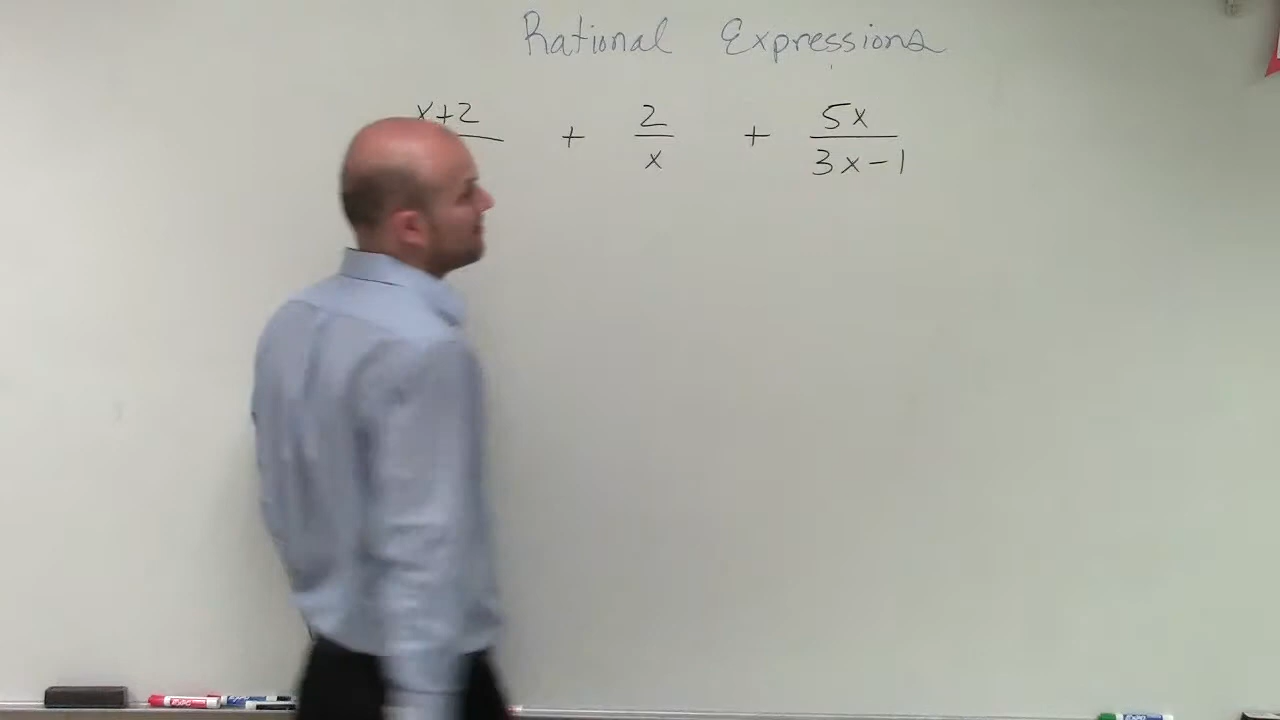 Rational Expressions
x+2 + 2 + 5x
x 3x-1